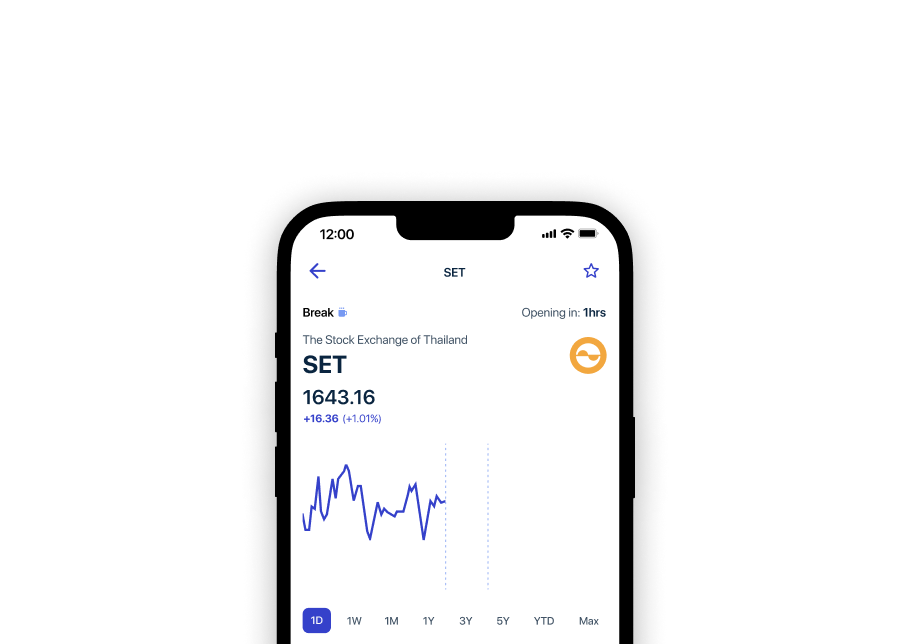 12:00
SET
Break
Opening in: 1hrs
The Stock Exchange of Thailand
SET
1643.16
+16.36 (+1.01%)
1D 1W 1M 1Y 3Y 5Y YTD Max